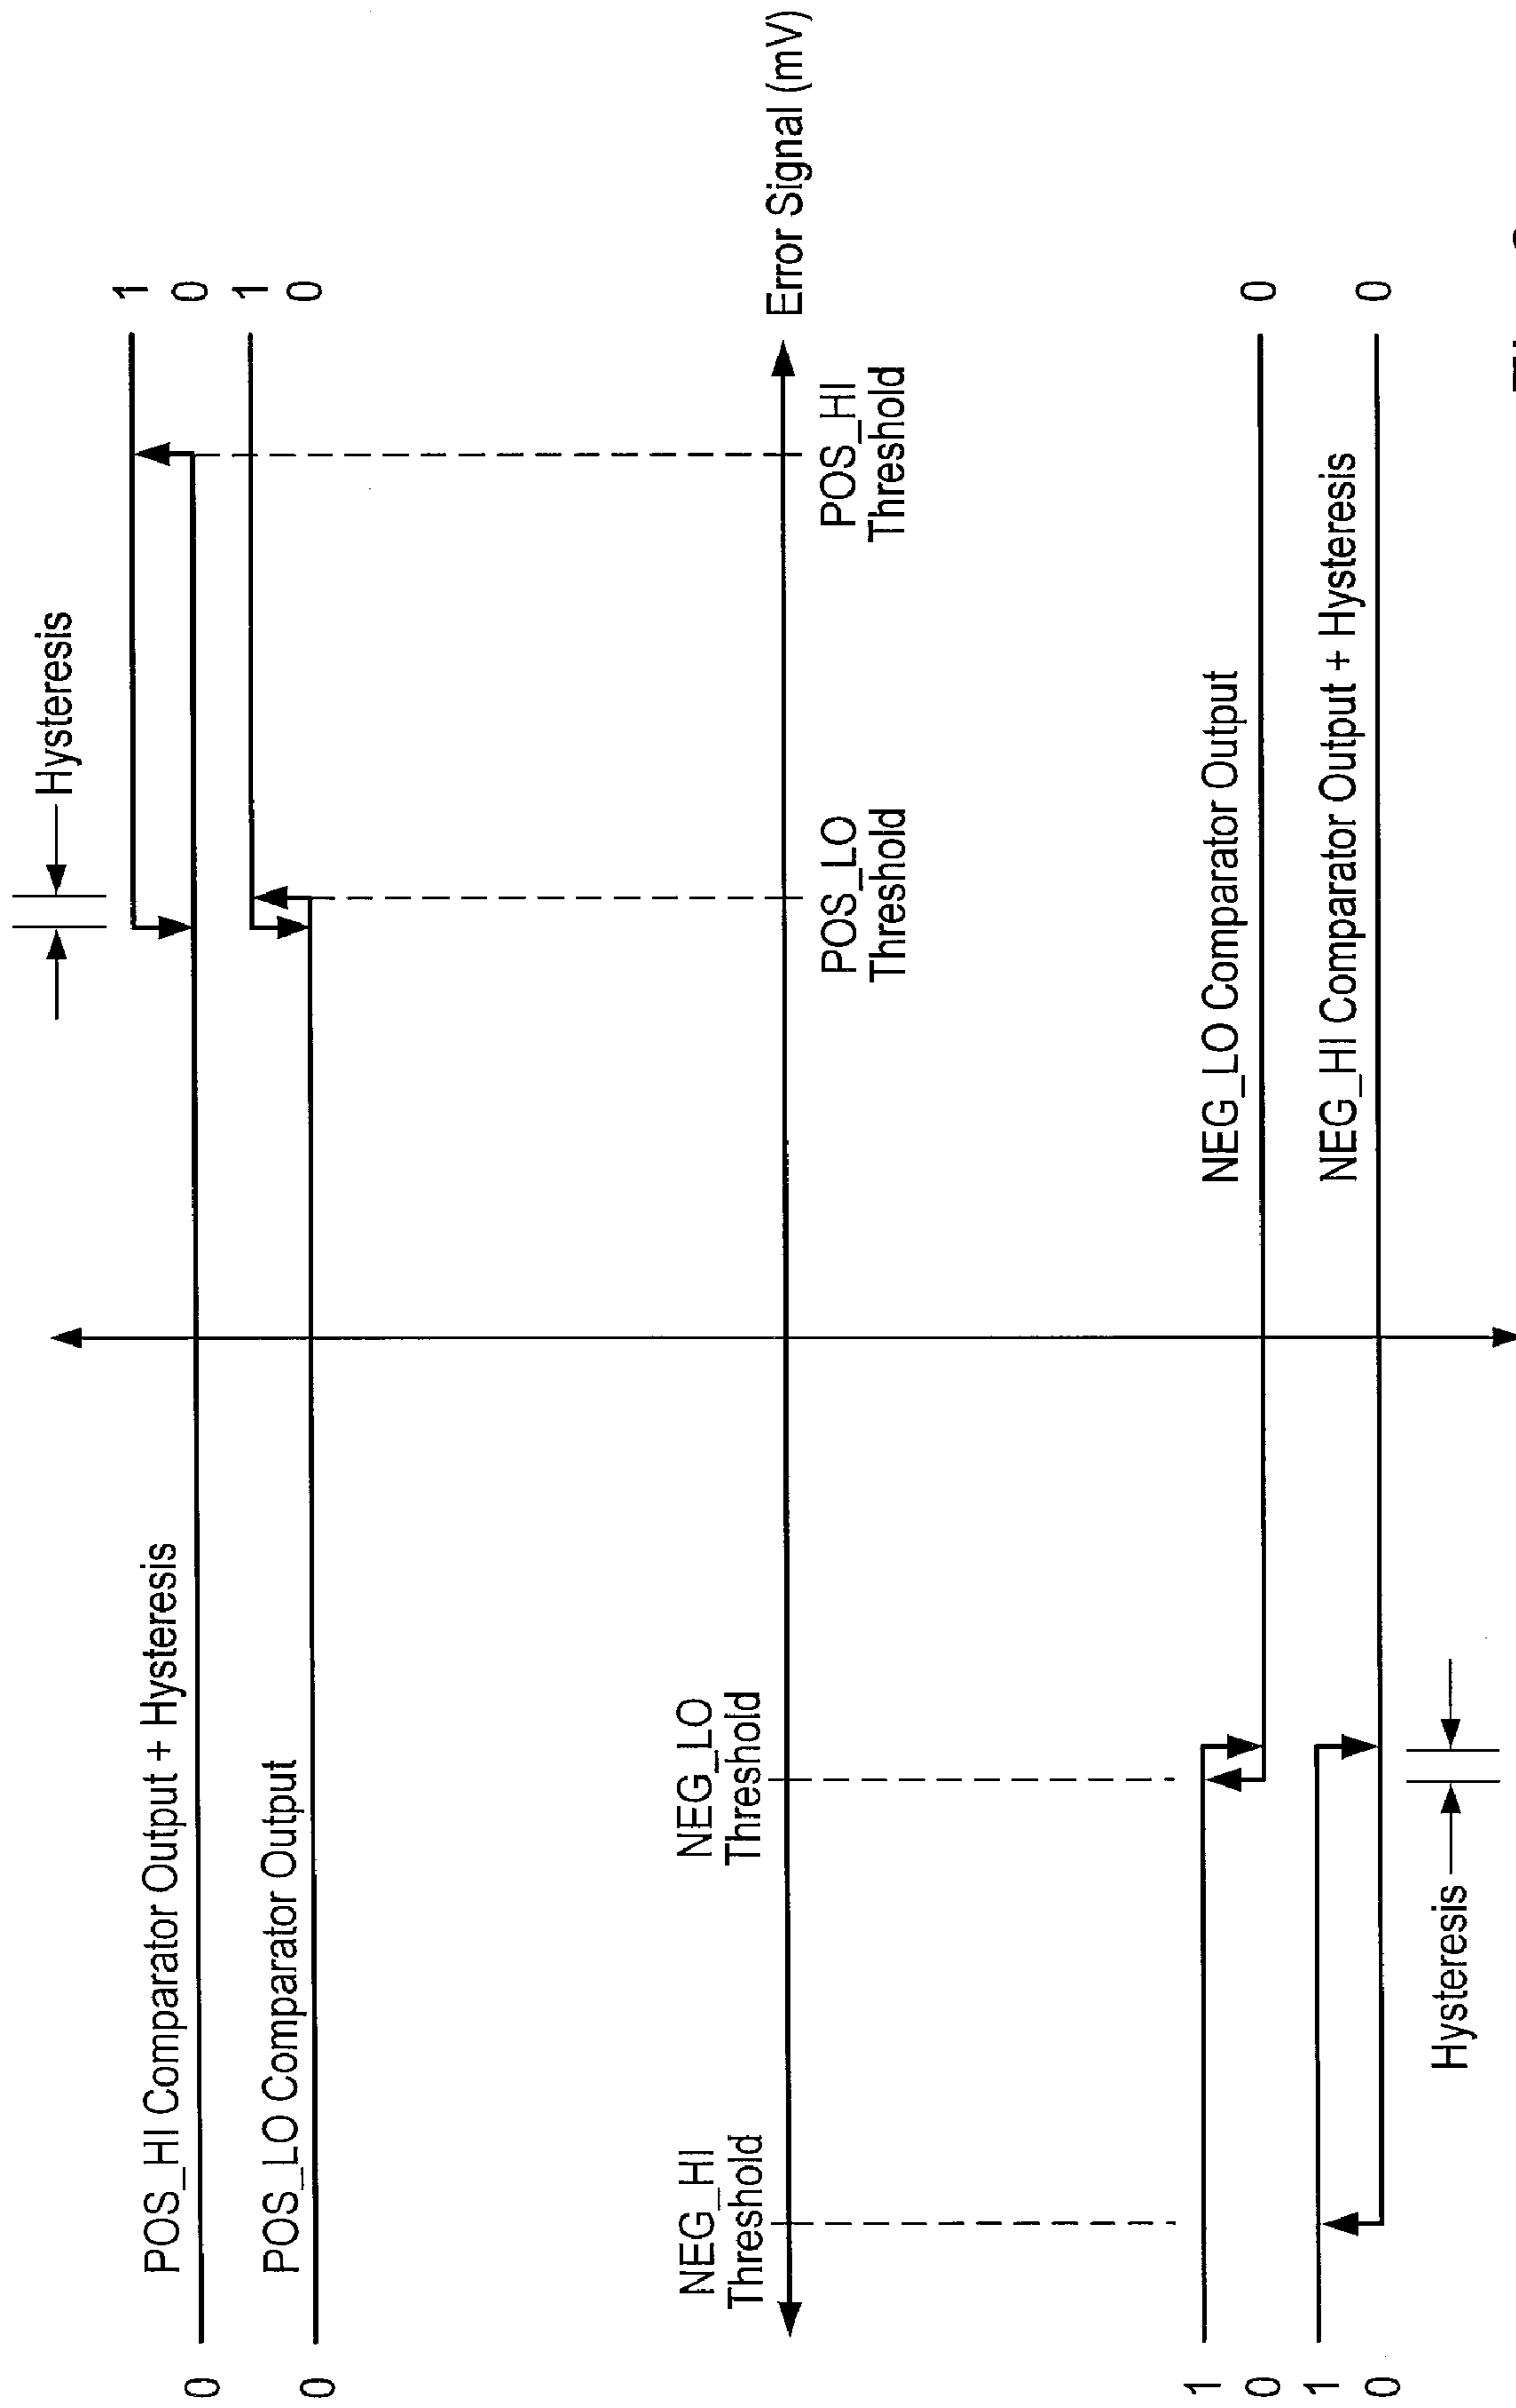 Hysteresis
POS_HI Comparator Output + Hysteresis
1
0
0
POS_LO Comparator Output
1
0
0
Error Signal (mV)
NEG_HI
Threshold
NEG_LO
Threshold
POS_LO
Threshold
POS_HI
Threshold
NEG_LO Comparator Output
1
0
0
NEG_HI Comparator Output + Hysteresis
1
0
0
Hysteresis